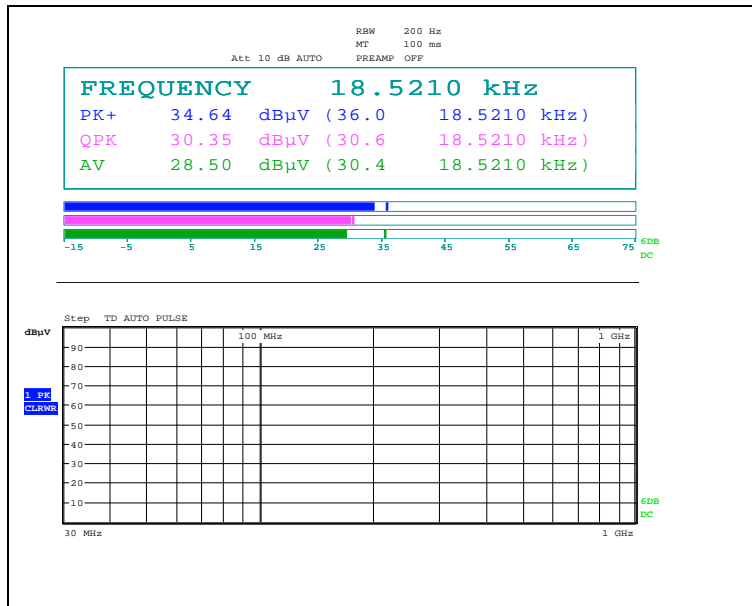 RBW 200 Hz
MT 100 ms
Att 10 dB AUTO PREAMP OFF
FREQUENCY 18.5210 kHz
PK+ 34.64 dBµV (36.0 18.5210 kHz)
QPK 30.35 dBµV (30.6 18.5210 kHz)
AV 28.50 dBµV (30.4 18.5210 kHz)
-15 -5 5 15 25 35 45 55 65 75
6DB
DC
Step TD AUTO PULSE
dBµV
100 MHz 1 GHz
90
80
70
1 PK
CLRWR
60
50
40
30
20
10
6DB
DC
30 MHz 1 GHz